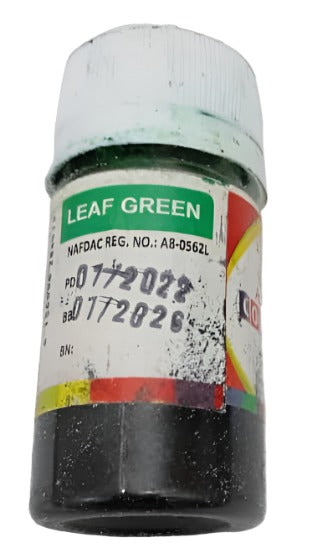 LEAF GREEN
NAFDAC REG. NO.: A8-0562L
PD 07/2022
BB 07/2026
BN: